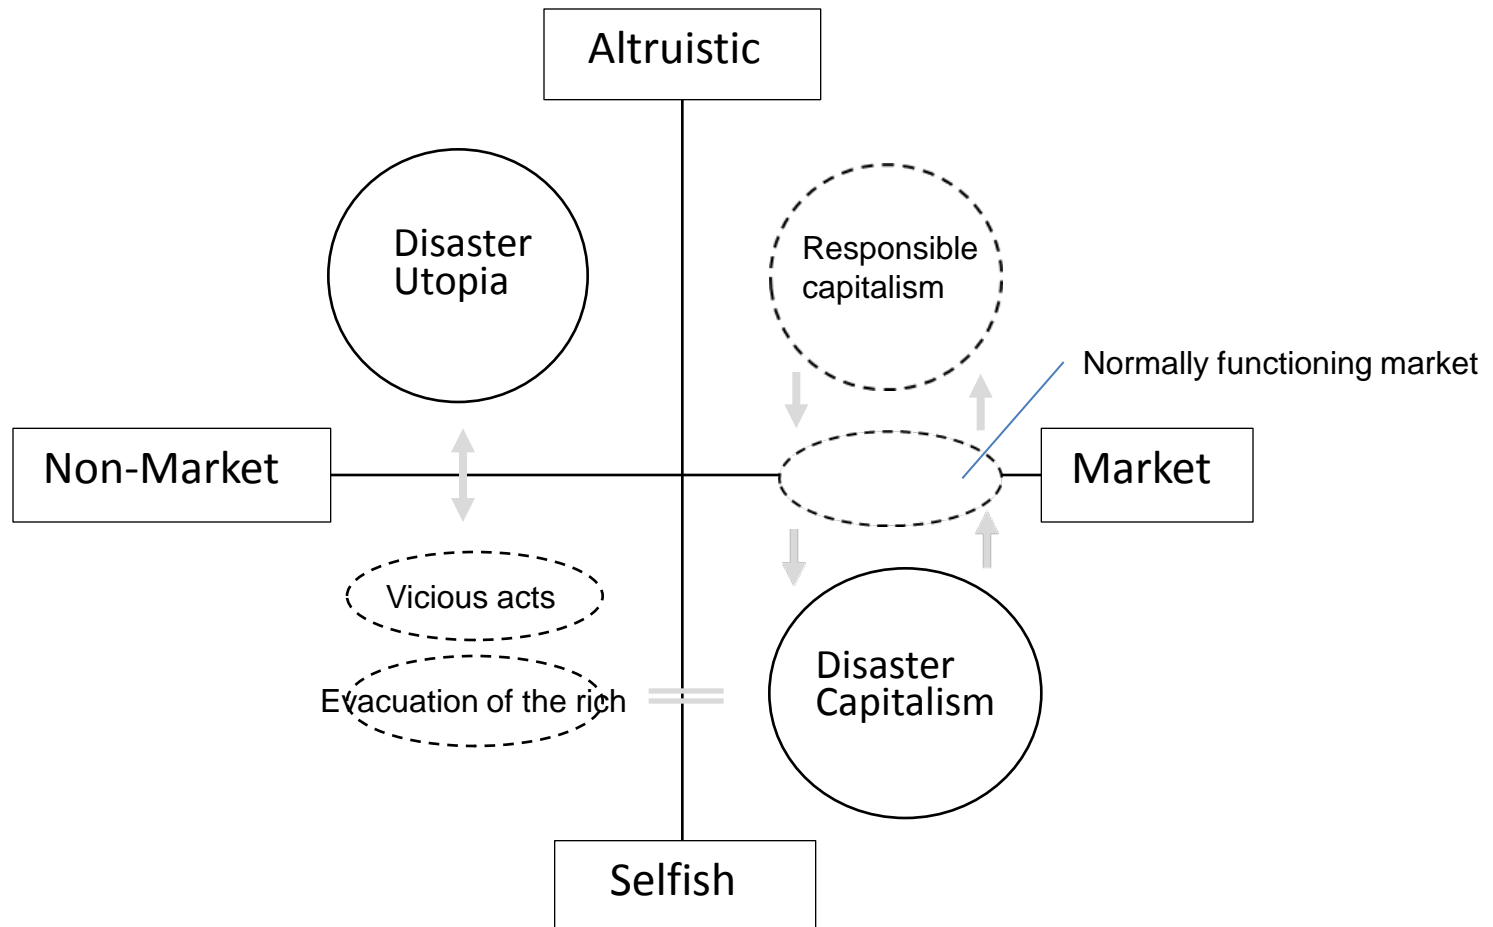 Altruistic
Disaster
Utopia
Responsible
capitalism
Normally functioning market
Non-Market
Market
Vicious acts
Evacuation of the rich
Disaster
Capitalism
Selfish